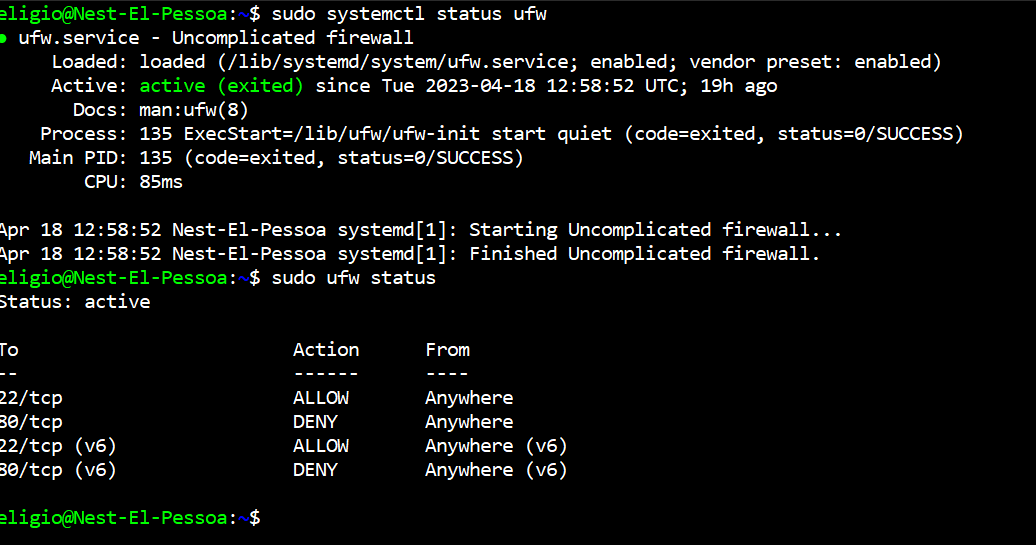 eligio@Nest-El-Pessoa:~$ sudo systemctl status ufw
● ufw.service - Uncomplicated firewall
Loaded: loaded (/lib/systemd/system/ufw.service; enabled; vendor preset: enabled)
Active: active (exited) since Tue 2023-04-18 12:58:52 UTC; 19h ago
Docs: man:ufw(8)
Process: 135 ExecStart=/lib/ufw/ufw-init start quiet (code=exited, status=0/SUCCESS)
Main PID: 135 (code=exited, status=0/SUCCESS)
CPU: 85ms
Apr 18 12:58:52 Nest-El-Pessoa systemd[1]: Starting Uncomplicated firewall...
Apr 18 12:58:52 Nest-El-Pessoa systemd[1]: Finished Uncomplicated firewall.
eligio@Nest-El-Pessoa:~$ sudo ufw status
Status: active
To Action From
-- ------ ----
22/tcp ALLOW Anywhere
80/tcp DENY Anywhere
22/tcp (v6) ALLOW Anywhere (v6)
80/tcp (v6) DENY Anywhere (v6)
eligio@Nest-El-Pessoa:~$